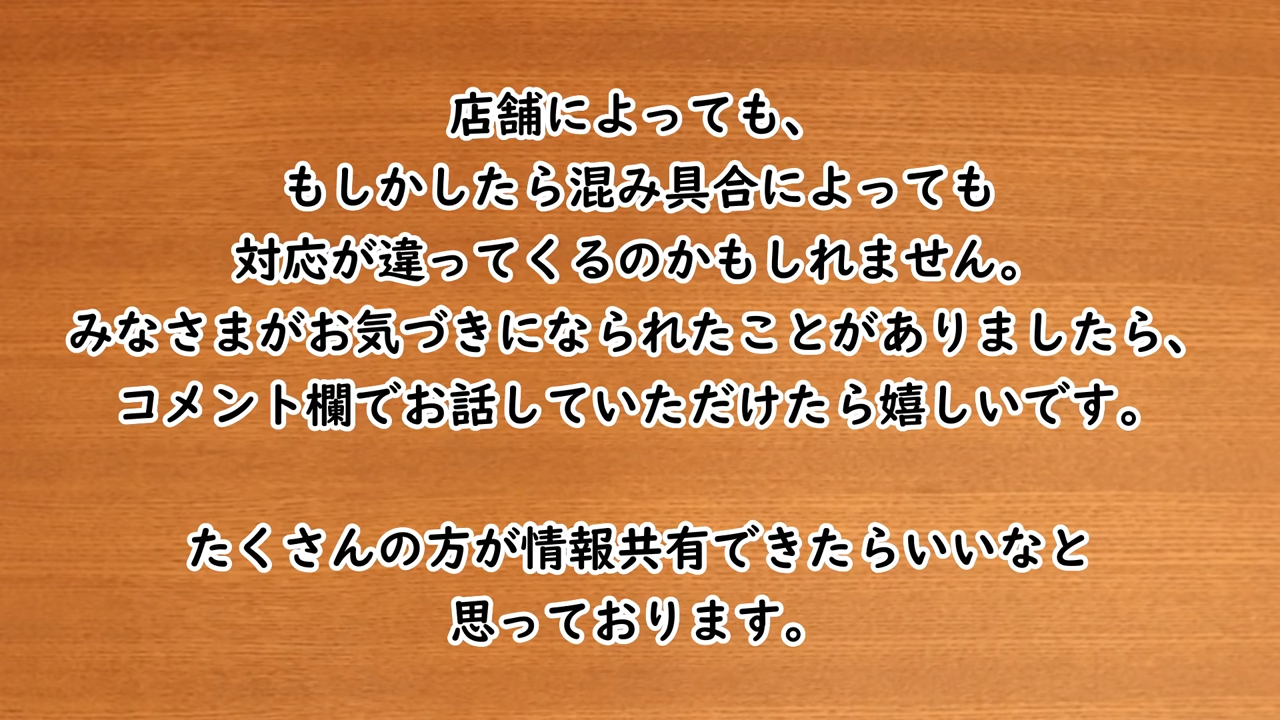 店舗によっても、
もしかしたら混み具合によっても
対応が違ってくるのかもしれません。
みなさまがお気づきになられたことがありましたら、
コメント欄でお話していただけたら嬉しいです。
たくさんの方が情報共有できたらいいなと
思っております。